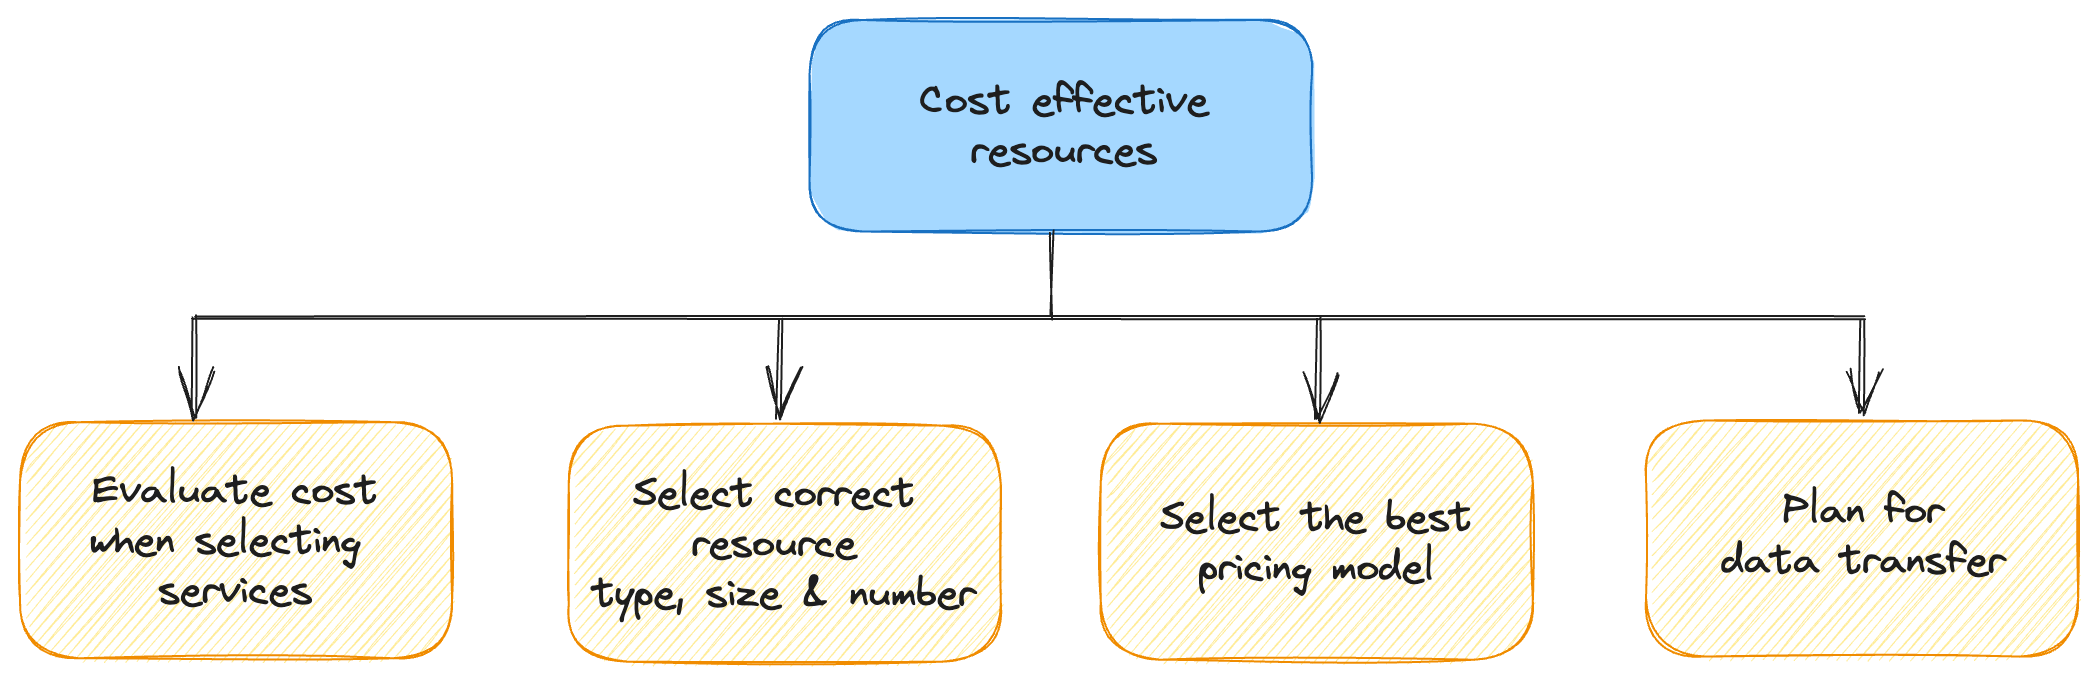 Cost effective
resources
Evaluate cost
when selecting
services
Select correct
resource
type, size & number
Select the best
pricing model
Plan for
data transfer